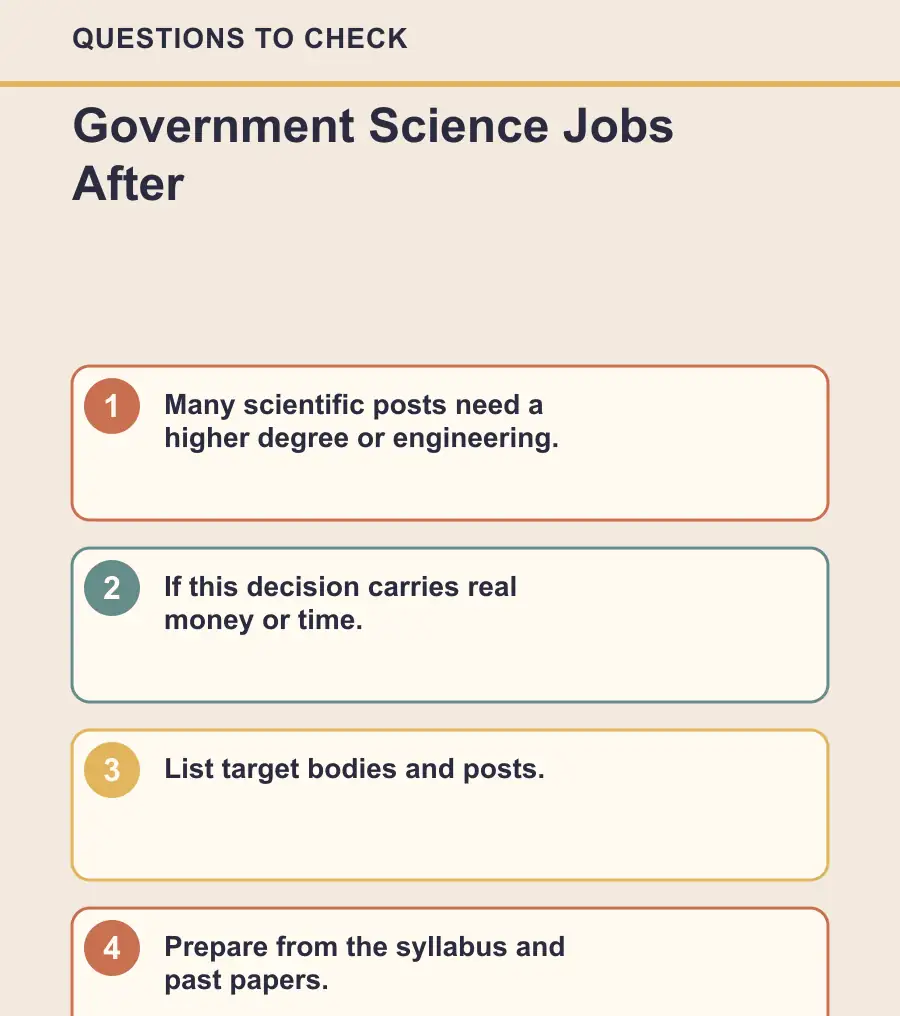 QUESTIONS TO CHECK
Government Science Jobs
After
1
Many scientific posts need a
higher degree or engineering.
2
If this decision carries real
money or time.
3
List target bodies and posts.
4
Prepare from the syllabus and
past papers.